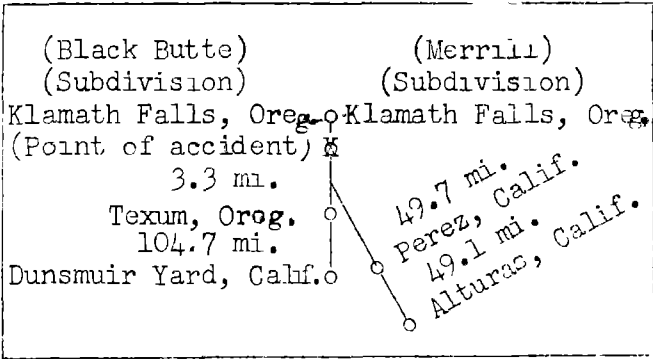 (Black Butte)
(Subdivision)
(Merrill)
(Subdivision)
Klamath Falls, Oreg.
Klamath Falls, Oreg.
(Point of accident)
3.3 mi.
Texum, Orog.
104.7 mi.
Dunsmuir Yard, Calif.
49.7 mi.
Perez, Calif.
49.1 mi.
Alturas, Calif.